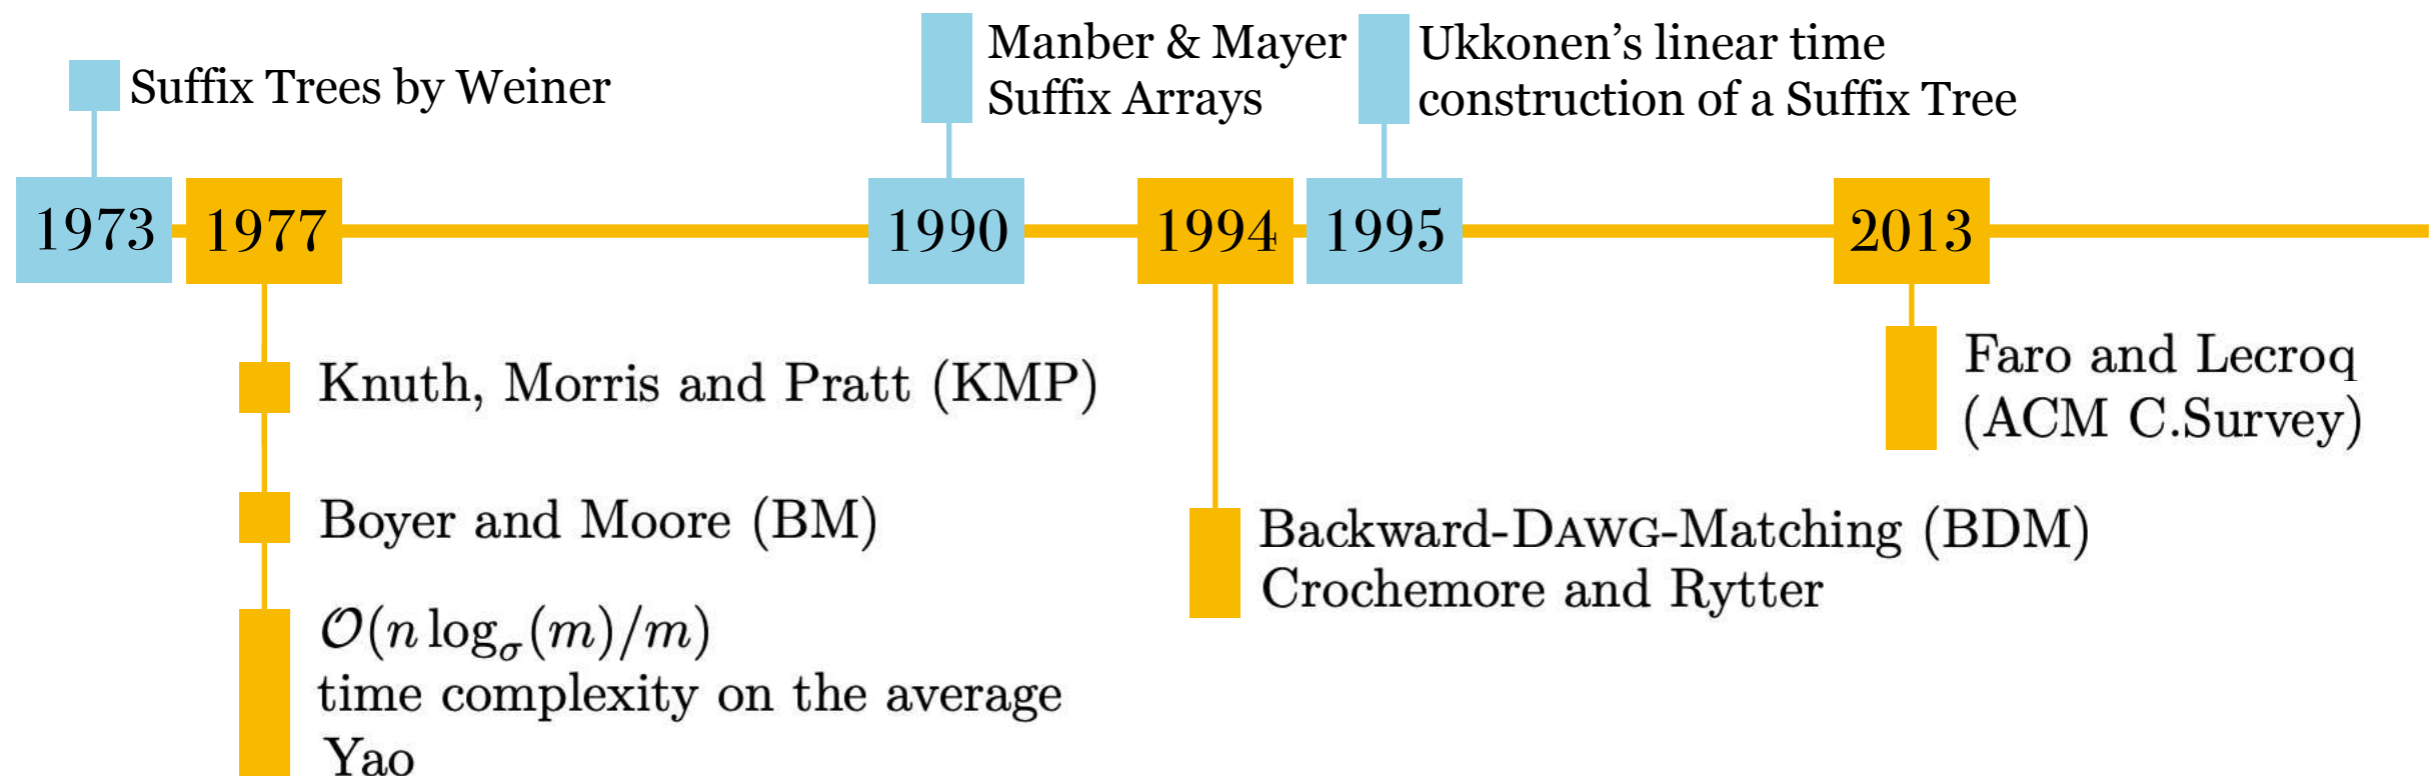 Suffix Trees by Weiner
Manber & Mayer
Suffix Arrays
Ukkonen’s linear time
construction of a Suffix Tree
1973
1977
1990
1994
1995
2013
Knuth, Morris and Pratt (KMP)
Boyer and Moore (BM)
𝒪(n log_σ(m)/m)
time complexity on the average
Yao
Backward-DAWG-Matching (BDM)
Crochemore and Rytter
Faro and Lecroq
(ACM C.Survey)